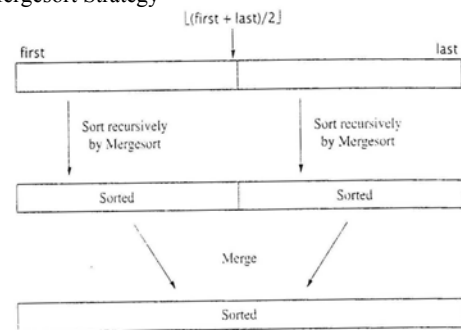 Mergesort Strategy
⌊(first + last)/2⌋
first last
Sort recursively Sort recursively
by Mergesort by Mergesort
Sorted Sorted
Merge
Sorted